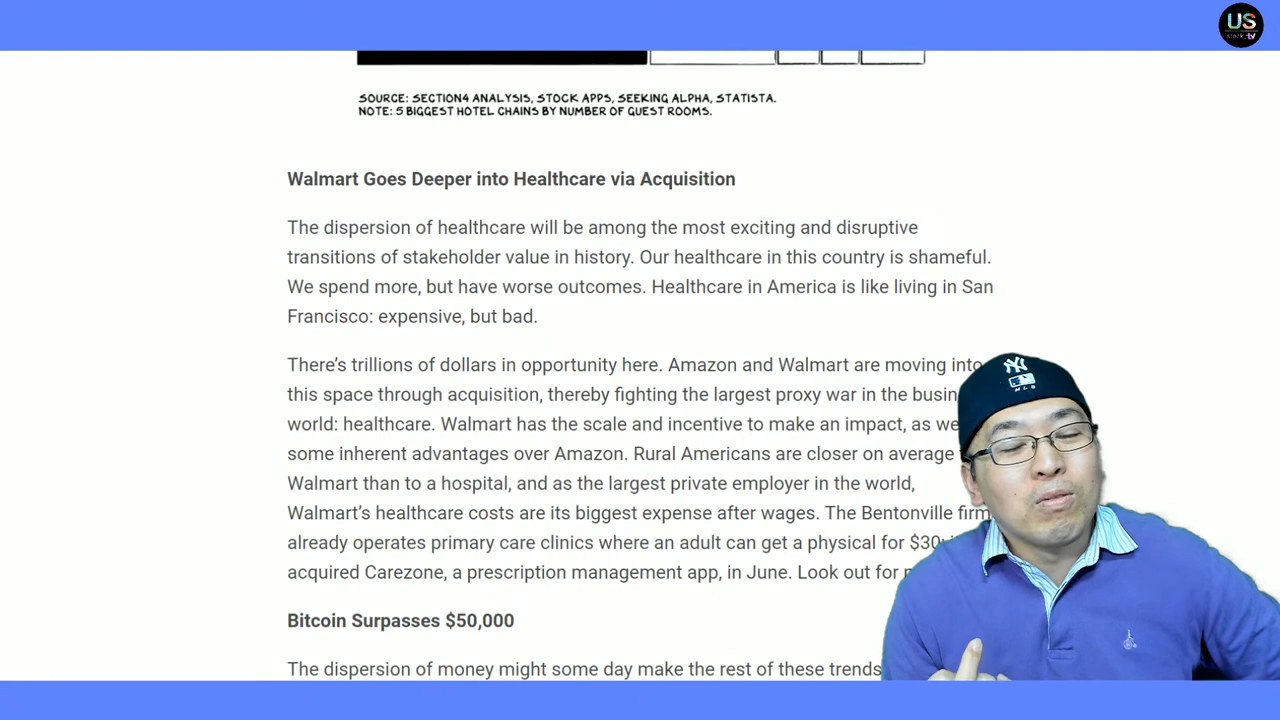 US
stock.tv
SOURCE: SECTION4 ANALYSIS, STOCK APPS, SEEKING ALPHA, STATISTA.
NOTE: 5 BIGGEST HOTEL CHAINS BY NUMBER OF GUEST ROOMS.
Walmart Goes Deeper into Healthcare via Acquisition
The dispersion of healthcare will be among the most exciting and disruptive
transitions of stakeholder value in history. Our healthcare in this country is shameful.
We spend more, but have worse outcomes. Healthcare in America is like living in San
Francisco: expensive, but bad.
There’s trillions of dollars in opportunity here. Amazon and Walmart are moving into
this space through acquisition, thereby fighting the largest proxy war in the busin
world: healthcare. Walmart has the scale and incentive to make an impact, as we
some inherent advantages over Amazon. Rural Americans are closer on average
Walmart than to a hospital, and as the largest private employer in the world,
Walmart’s healthcare costs are its biggest expense after wages. The Bentonville firm
already operates primary care clinics where an adult can get a physical for $30
acquired Carezone, a prescription management app, in June. Look out for
NY
MLB
Bitcoin Surpasses $50,000
The dispersion of money might some day make the rest of these trends